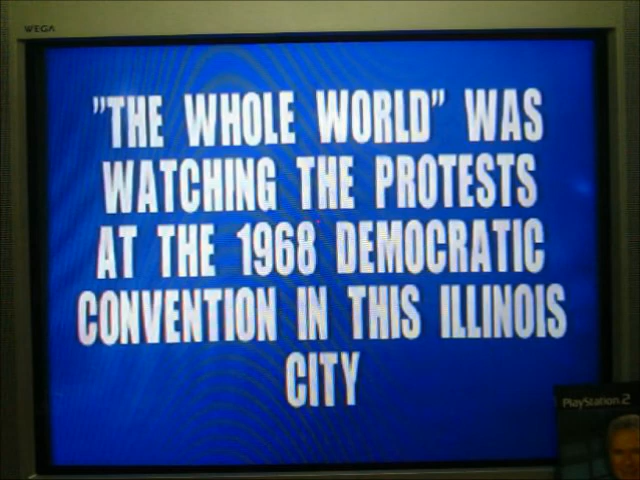 WEGA
"THE WHOLE WORLD" WAS
WATCHING THE PROTESTS
AT THE 1968 DEMOCRATIC
CONVENTION IN THIS ILLINOIS
CITY
PlayStation.2